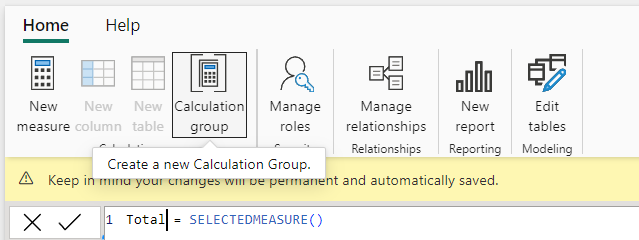 Home Help
New measure
New column
New table
Calculation group
Manage roles
Manage relationships
New report
Edit tables
Relationships
Reporting
Modeling
Create a new Calculation Group.
Keep in mind your changes will be permanent and automatically saved.
1 Total = SELECTEDMEASURE()